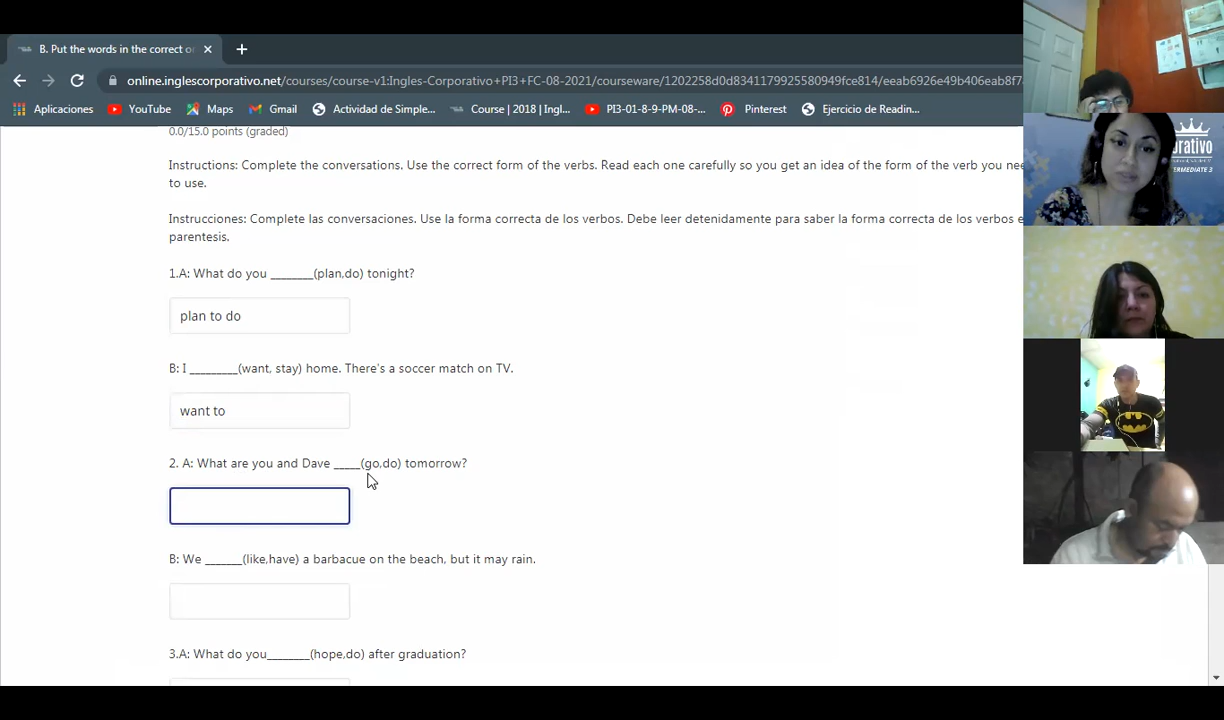 B. Put the words in the correct or
online.inglescorporativo.net/courses/course-v1:Ingles-Corporativo+PI3+FC-08-2021/courseware/1202258d0d8341179925580949fce814/eeab6926e49b406eab8f7
Aplicaciones YouTube Maps Gmail Actividad de Simple... Course | 2018 | Ingl... PI3-01-8-9-PM-08-... Pinterest Ejercicio de Readin...
0.0/15.0 points (graded)
Instructions: Complete the conversations. Use the correct form of the verbs. Read each one carefully so you get an idea of the form of the verb you nee
to use.
Instrucciones: Complete las conversaciones. Use la forma correcta de los verbos. Debe leer detenidamente para saber la forma correcta de los verbos e
parentesis.
1.A: What do you _______(plan,do) tonight?
plan to do
B: I ________(want, stay) home. There's a soccer match on TV.
want to
2. A: What are you and Dave _____(go,do) tomorrow?
B: We ______(like,have) a barbacue on the beach, but it may rain.
3.A: What do you_______(hope,do) after graduation?
orativo
ERMEDIATE 3